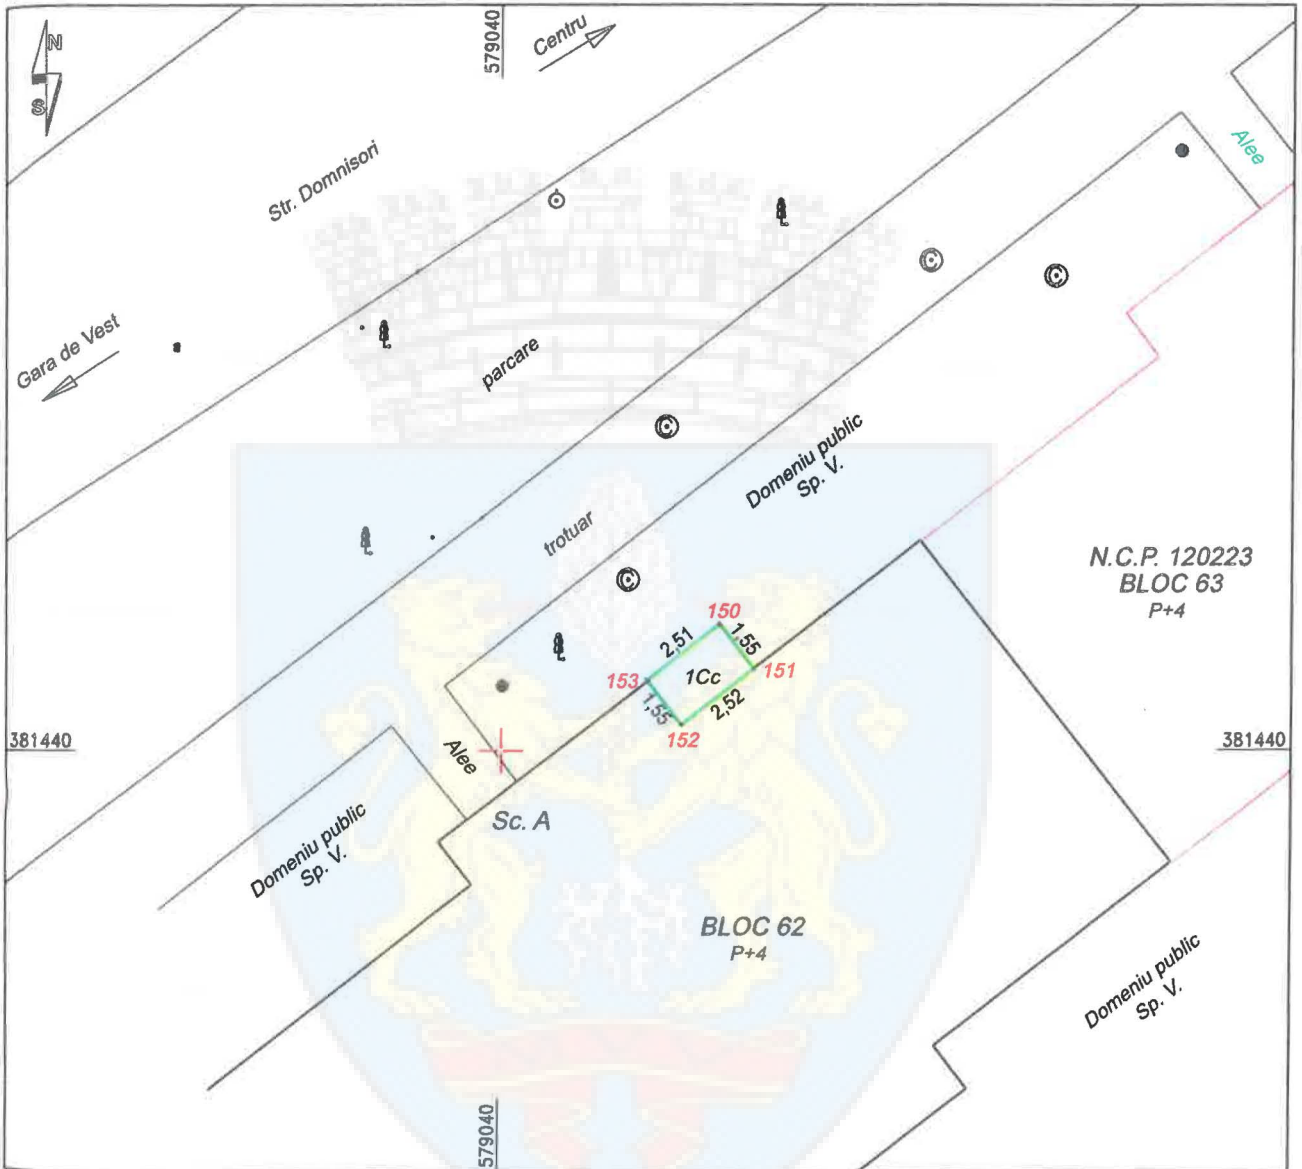 N
S
579040
Centru
Str. Domnisori
Alee
Gara de Vest
parcare
Domeniu public
Sp. V.
trotuar
N.C.P. 120223
BLOC 63
P+4
150
2,51
1,55
153
1Cc
151
1,55
2,52
152
381440
381440
Alee
Sc. A
Domeniu public
Sp. V.
BLOC 62
P+4
Domeniu public
Sp. V.
579040